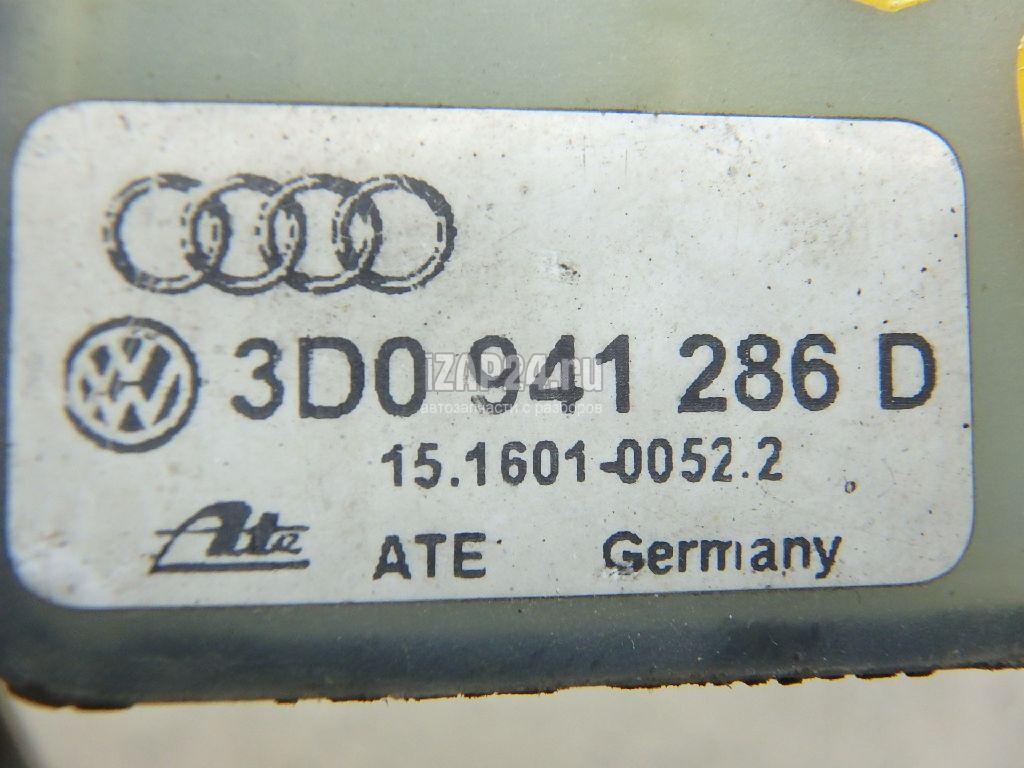 3D0 941 286 D
iZAP24.ru
автозапчасти с разборов
15.1601-0052.2
Ate ATE Germany